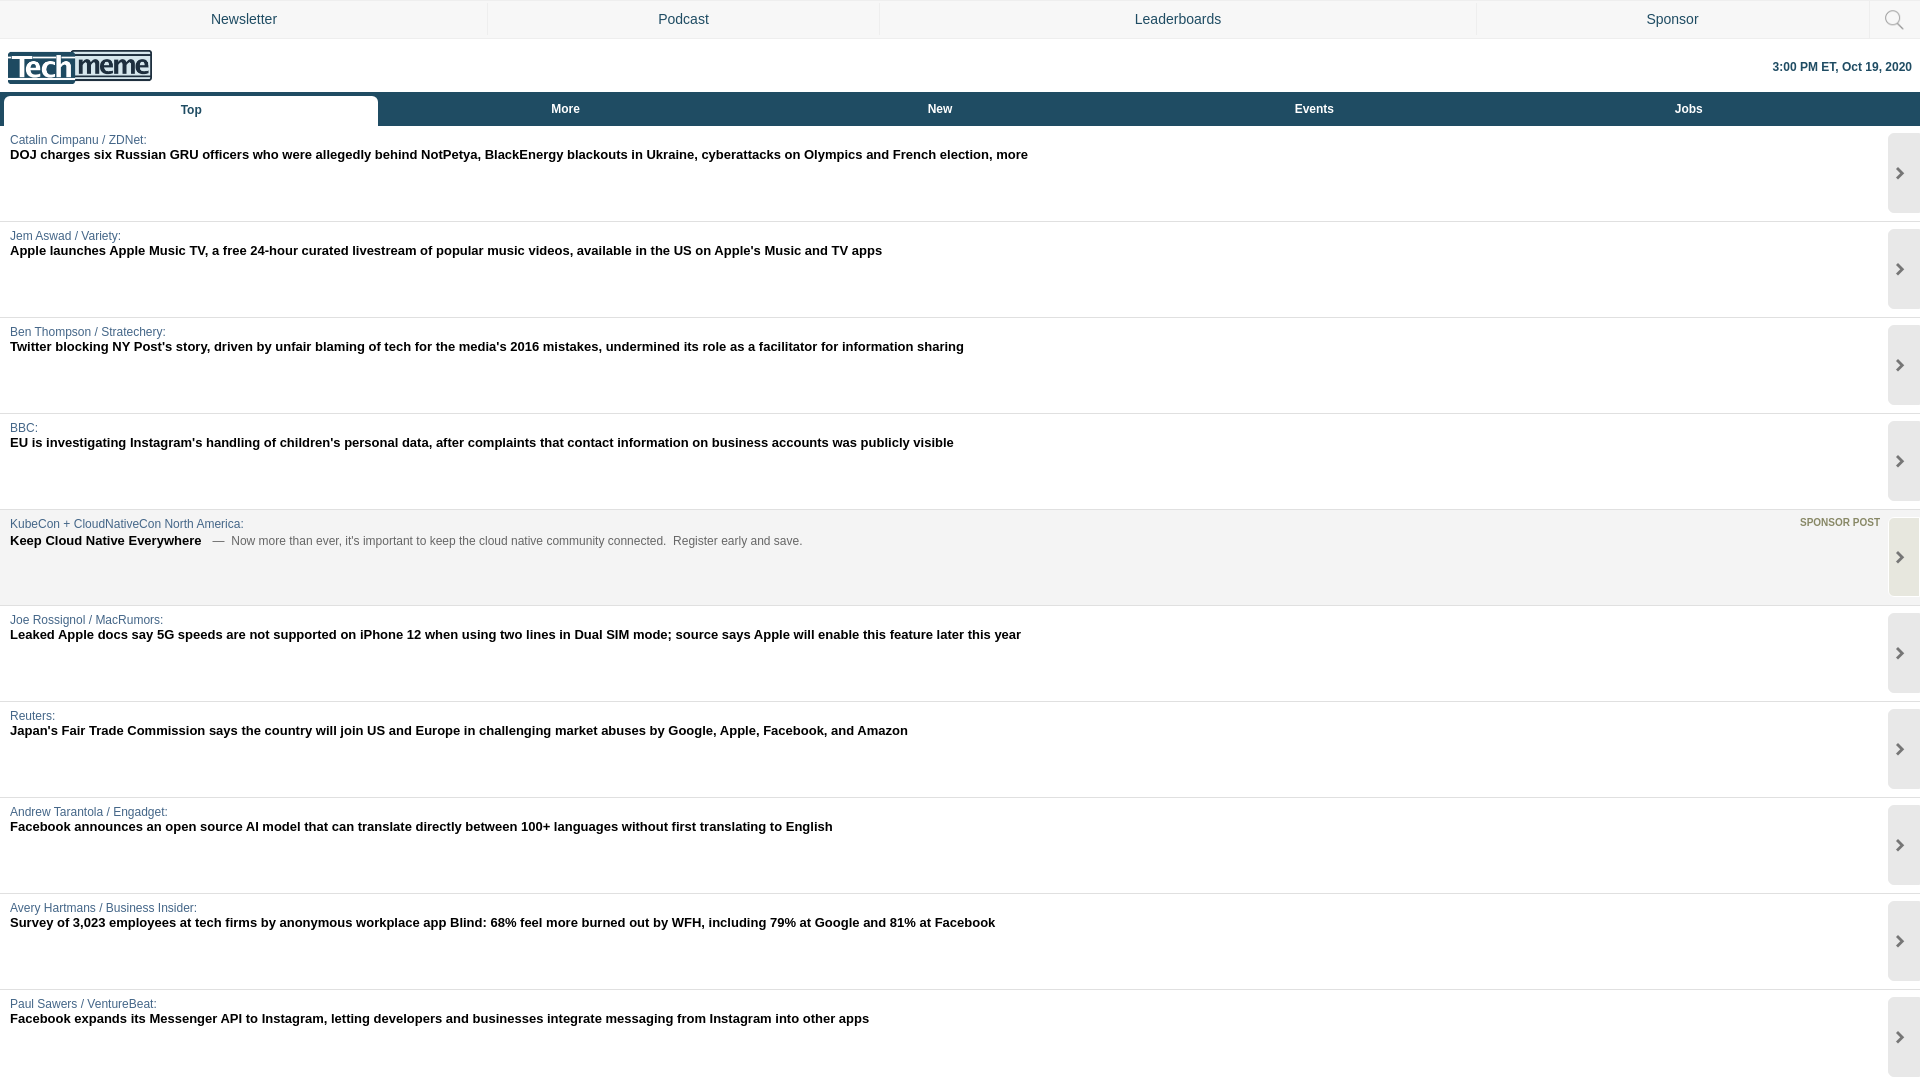 Newsletter
Podcast
Leaderboards
Sponsor
Techmeme
3:00 PM ET, Oct 19, 2020
Top
More
New
Events
Jobs
Catalin Cimpanu / ZDNet:
DOJ charges six Russian GRU officers who were allegedly behind NotPetya, BlackEnergy blackouts in Ukraine, cyberattacks on Olympics and French election, more
Jem Aswad / Variety:
Apple launches Apple Music TV, a free 24-hour curated livestream of popular music videos, available in the US on Apple's Music and TV apps
Ben Thompson / Stratechery:
Twitter blocking NY Post's story, driven by unfair blaming of tech for the media's 2016 mistakes, undermined its role as a facilitator for information sharing
BBC:
EU is investigating Instagram's handling of children's personal data, after complaints that contact information on business accounts was publicly visible
KubeCon + CloudNativeCon North America:
SPONSOR POST
Keep Cloud Native Everywhere — Now more than ever, it's important to keep the cloud native community connected. Register early and save.
Joe Rossignol / MacRumors:
Leaked Apple docs say 5G speeds are not supported on iPhone 12 when using two lines in Dual SIM mode; source says Apple will enable this feature later this year
Reuters:
Japan's Fair Trade Commission says the country will join US and Europe in challenging market abuses by Google, Apple, Facebook, and Amazon
Andrew Tarantola / Engadget:
Facebook announces an open source AI model that can translate directly between 100+ languages without first translating to English
Avery Hartmans / Business Insider:
Survey of 3,023 employees at tech firms by anonymous workplace app Blind: 68% feel more burned out by WFH, including 79% at Google and 81% at Facebook
Paul Sawers / VentureBeat:
Facebook expands its Messenger API to Instagram, letting developers and businesses integrate messaging from Instagram into other apps